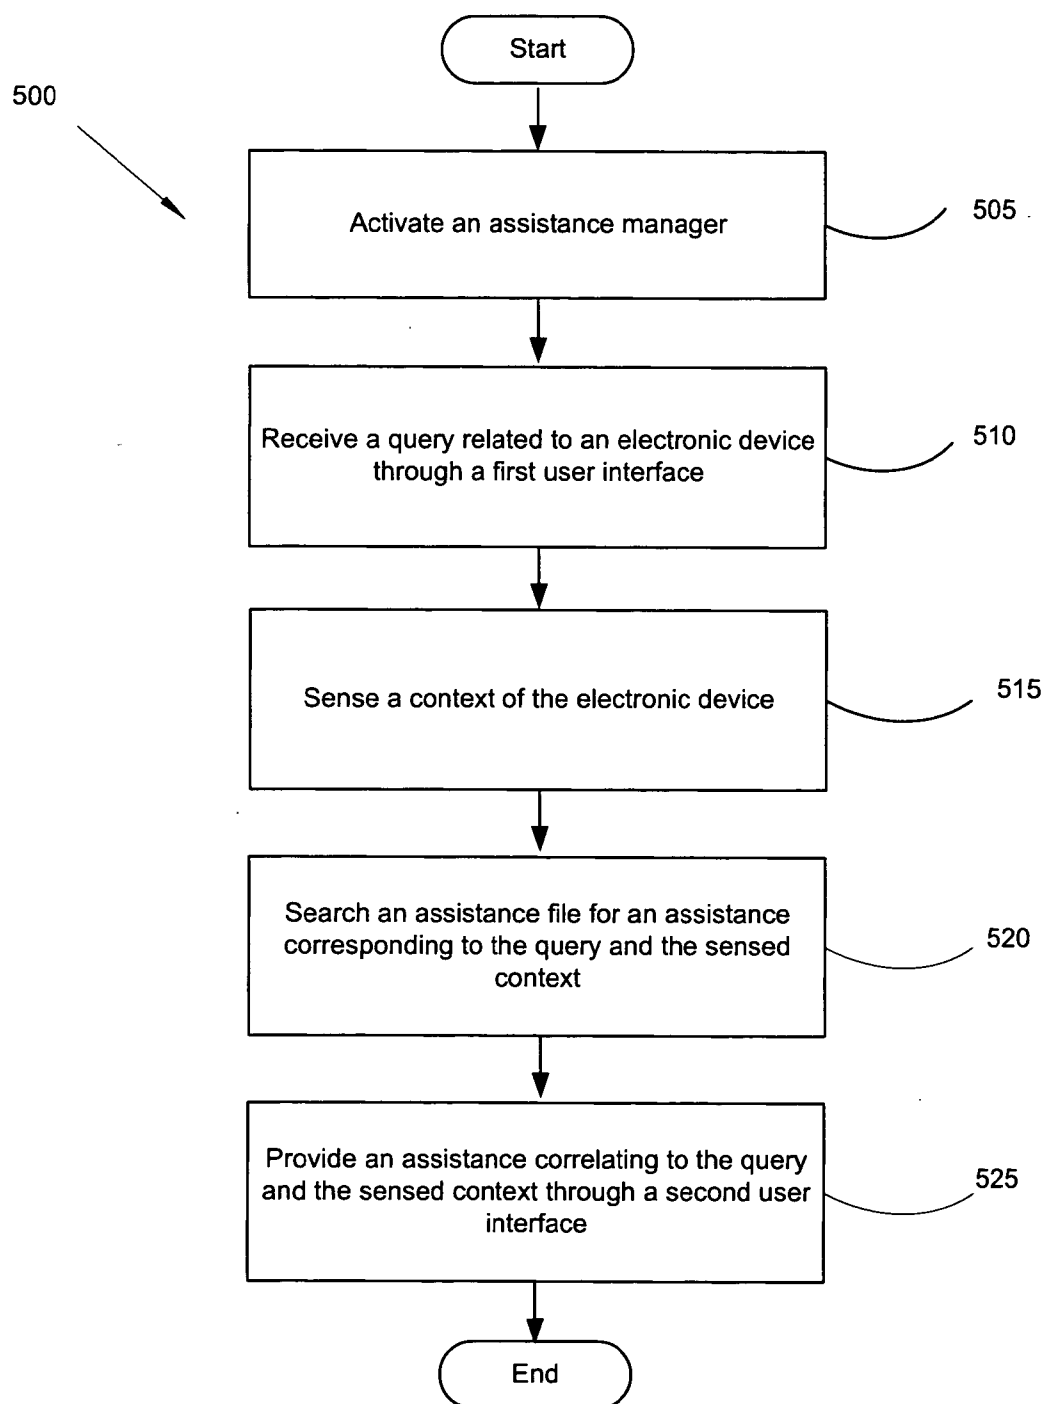 Start
500
Activate an assistance manager
505
Receive a query related to an electronic device
through a first user interface
510
Sense a context of the electronic device
515
Search an assistance file for an assistance
corresponding to the query and the sensed
context
520
Provide an assistance correlating to the query
and the sensed context through a second user
interface
525
End